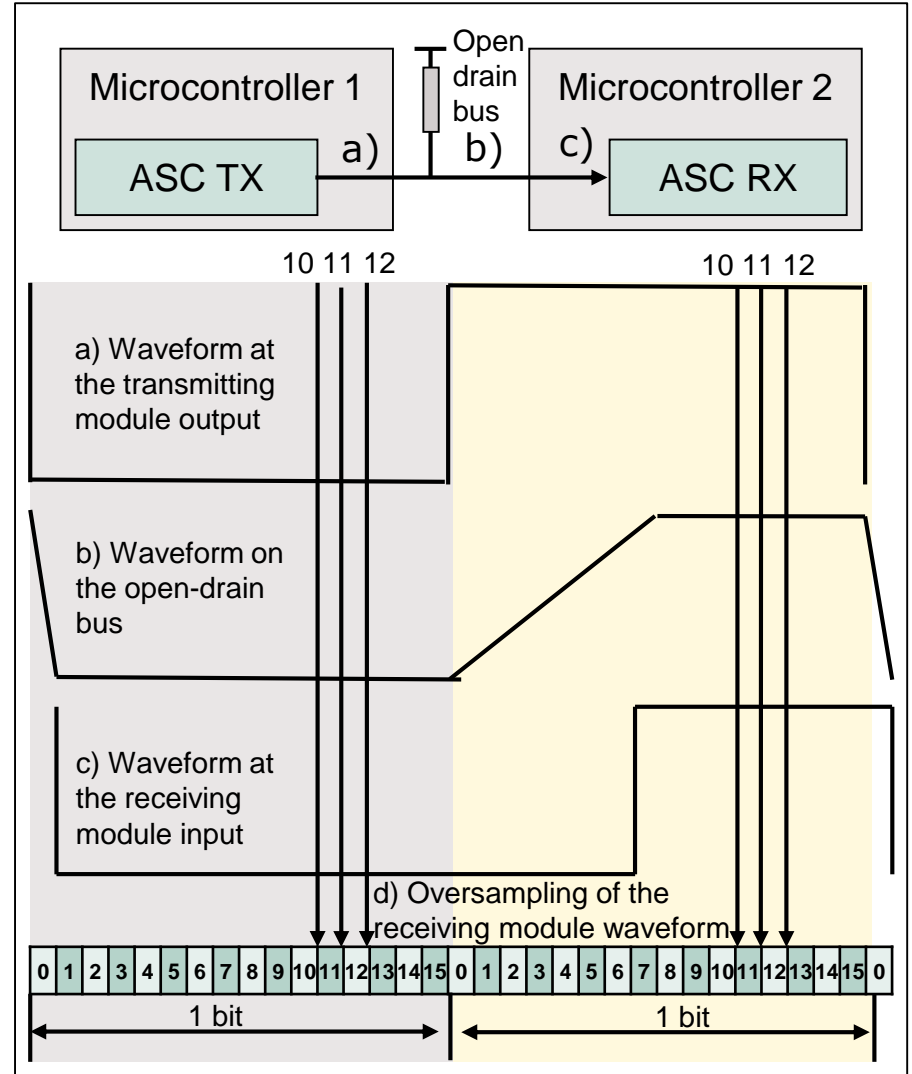 Open
drain
bus
Microcontroller 1
Microcontroller 2
a)
b)
c)
ASC TX
ASC RX
10 11 12
10 11 12
a) Waveform at
the transmitting
module output
b) Waveform on
the open-drain
bus
c) Waveform at
the receiving
module input
d) Oversampling of the
receiving module waveform
0 1 2 3 4 5 6 7 8 9 10 11 12 13 14 15 0 1 2 3 4 5 6 7 8 9 10 11 12 13 14 15 0
1 bit
1 bit